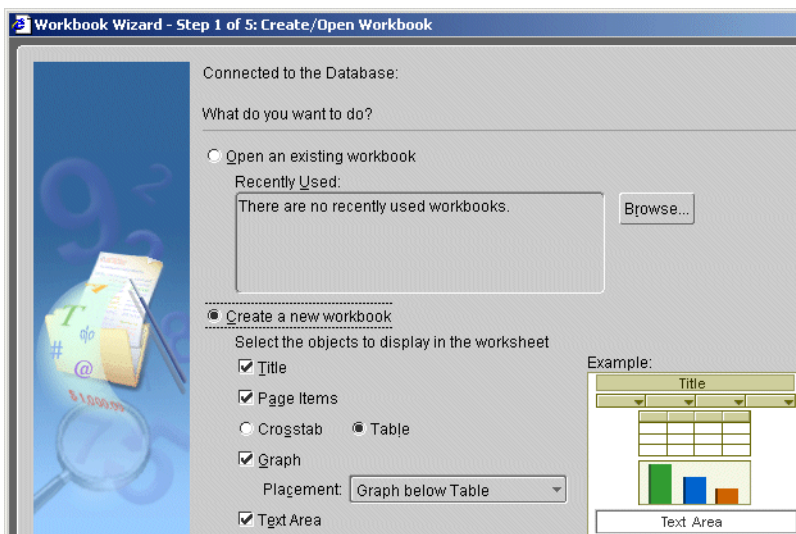 Workbook Wizard - Step 1 of 5: Create/Open Workbook
Connected to the Database:
What do you want to do?
Open an existing workbook
Recently Used:
There are no recently used workbooks.
Browse...
Create a new workbook
Select the objects to display in the worksheet
Title
Page Items
Crosstab Table
Graph
Placement: Graph below Table
Text Area
Example:
Title
Text Area
T
%
#
@
$1,000.00